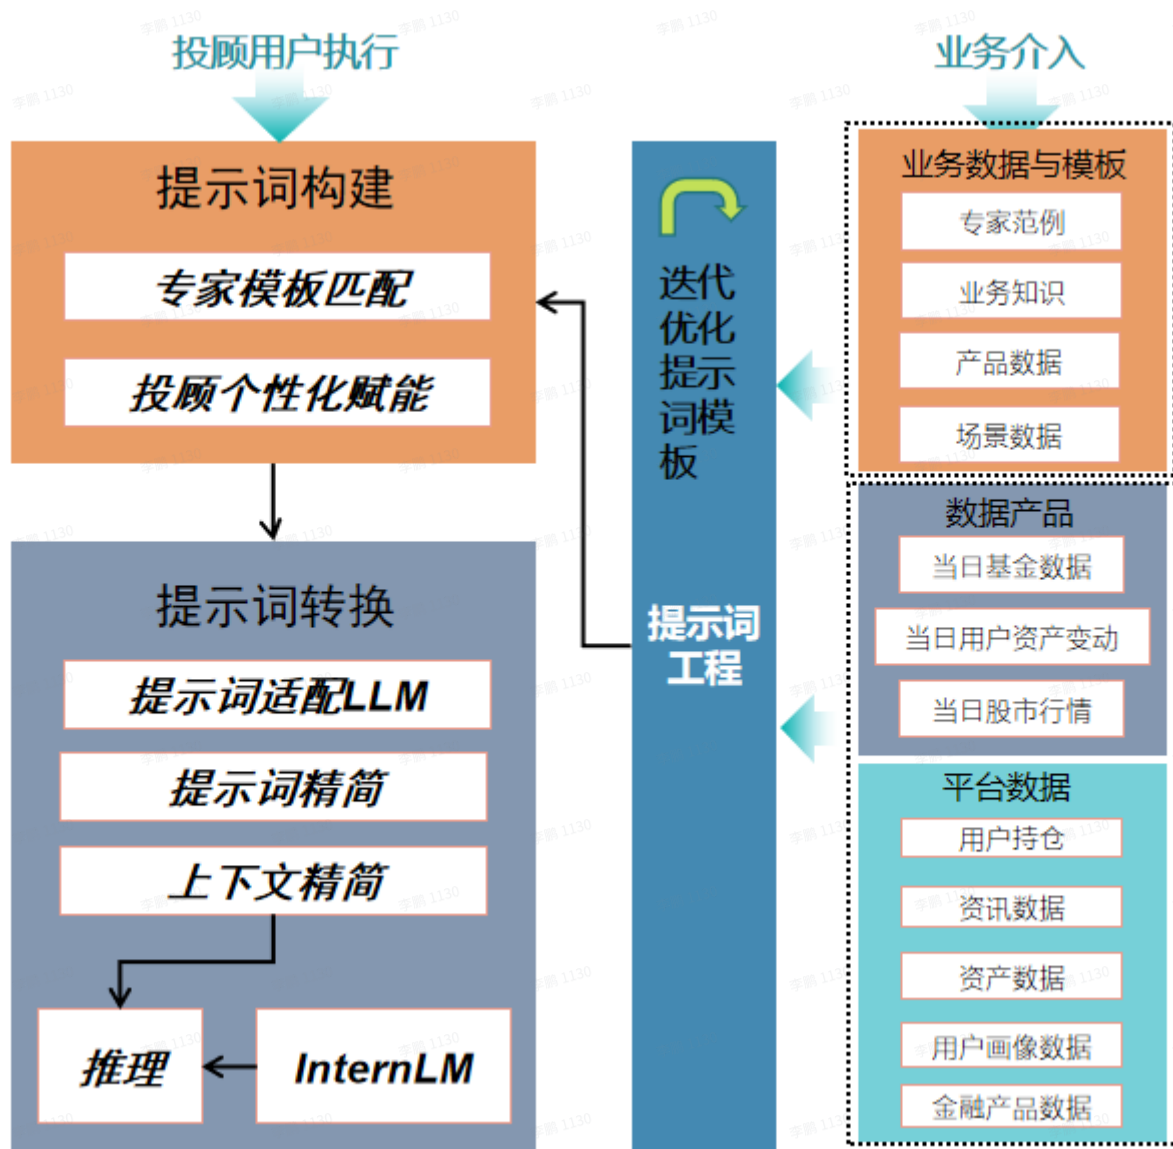 投顾用户执行
提示词构建
专家模板匹配
投顾个性化赋能
提示词转换
提示词适配LLM
提示词精简
上下文精简
推理
InternLM
迭代
优化
提示
词模
板
提示词
工程
业务介入
业务数据与模板
专家范例
业务知识
产品数据
场景数据
数据产品
当日基金数据
当日用户资产变动
当日股市行情
平台数据
用户持仓
资讯数据
资产数据
用户画像数据
金融产品数据
李鹏 1130